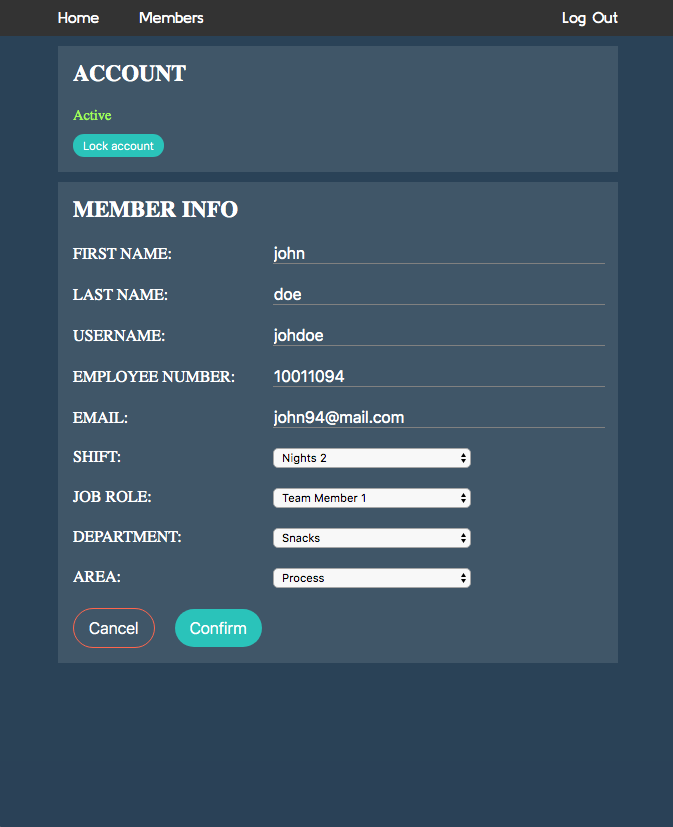 Home Members Log Out
ACCOUNT
Active
Lock account
MEMBER INFO
FIRST NAME: john
LAST NAME: doe
USERNAME: johdoe
EMPLOYEE NUMBER: 10011094
EMAIL: john94@mail.com
SHIFT: Nights 2
JOB ROLE: Team Member 1
DEPARTMENT: Snacks
AREA: Process
Cancel Confirm